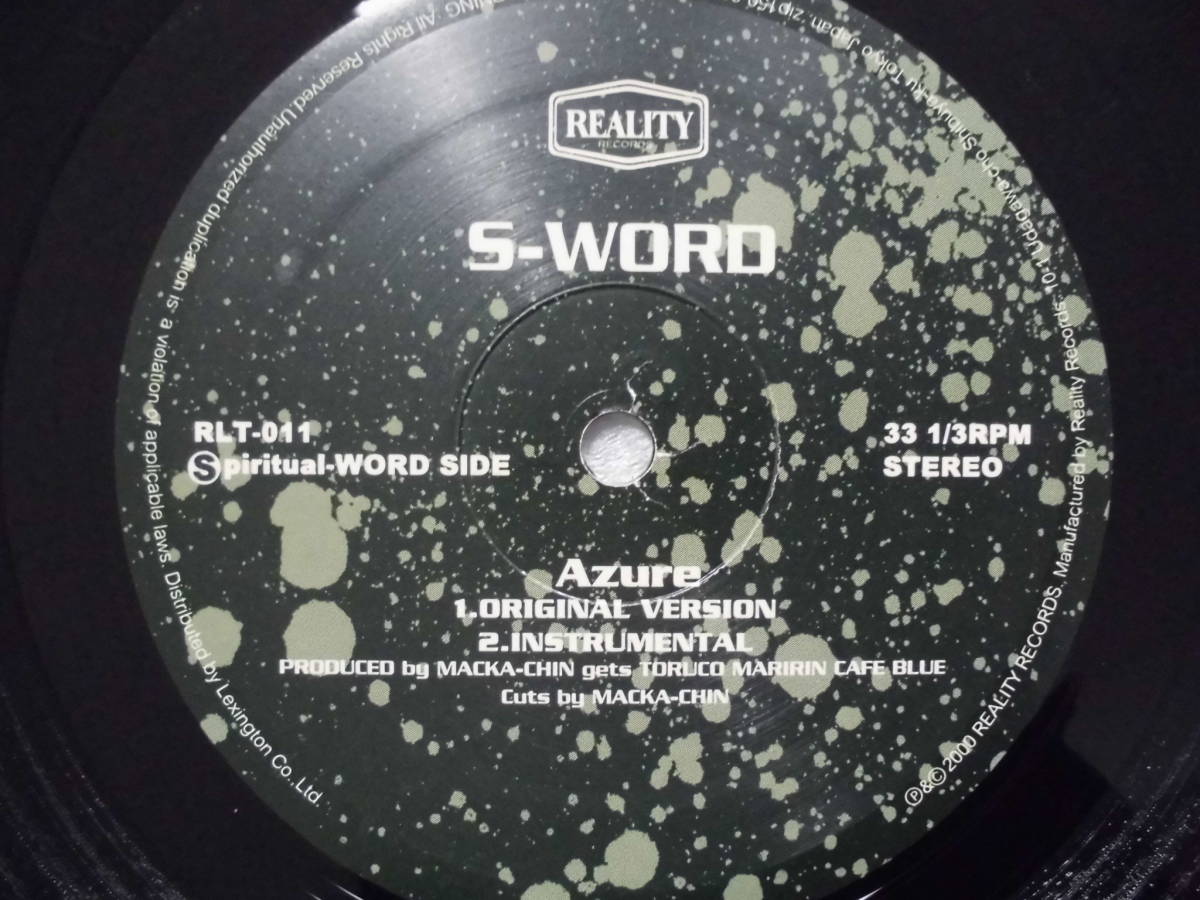 REALITY
RECORDS
S-WORD
RLT-011
Spiritual-WORD SIDE
33 1/3RPM
STEREO
Azure
1.ORIGINAL VERSION
2.INSTRUMENTAL
PRODUCED by MACKA-CHIN gets TORUCO MARIRIN CAFE BLUE
Cuts by MACKA-CHIN
All Rights Reserved.Unauthorized duplication is a violation of applicable laws. Distributed by Lexington Co.,Ltd.
℗&© 2000 REALITY RECORDS. Manufactured by Reality Records. 10-1 Udagawa-cho Shibuya-ku Tokyo Japan. zip150